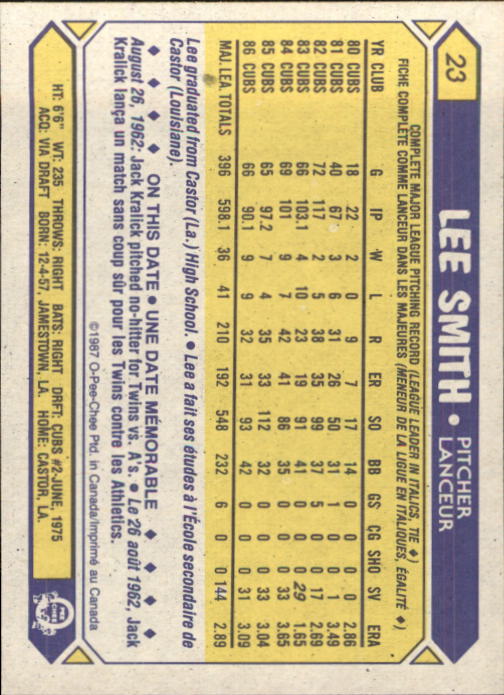 23
LEE SMITH • PITCHER LANCEUR
COMPLETE MAJOR LEAGUE PITCHING RECORD (LEAGUE LEADER IN ITALICS, TIE ♦)
FICHE COMPLÈTE COMME LANCEUR DANS LES MAJEURES (MENEUR DE LA LIGUE EN ITALIQUES, ÉGALITÉ ♦)
YR CLUB G IP W L R ER SO BB GS CG SHO SV ERA
80 CUBS 18 22 2 0 9 7 17 14 0 0 0 0 2.86
81 CUBS 40 67 3 6 31 26 50 31 1 0 0 1 3.49
82 CUBS 72 117 2 5 38 35 99 37 5 0 0 17 2.69
83 CUBS 66 103.1 4 10 23 19 91 41 0 0 0 29 1.65
84 CUBS 69 101 9 7 42 41 86 35 0 0 0 33 3.65
85 CUBS 65 97.2 7 4 35 33 112 32 0 0 0 33 3.04
86 CUBS 66 90.1 9 9 32 31 93 42 0 0 0 31 3.09
MAJ. LEA. TOTALS 396 598.1 36 41 210 192 548 232 6 0 0 144 2.89
Lee graduated from Castor (La.) High School. • Lee a fait ses études à l'École secondaire de
Castor (Louisiane).
♦ ♦ ♦ ♦ ON THIS DATE • UNE DATE MÉMORABLE ♦ ♦ ♦ ♦
August 26, 1962: Jack Kralick pitched no-hitter for Twins vs. A's. • Le 26 août 1962, Jack
Kralick lança un match sans coup sûr pour les Twins contre les Athletics.
©1987 O-Pee-Chee Ptd. in Canada/Imprimé au Canada
HT: 6'6" WT: 235 THROWS: RIGHT BATS: RIGHT DRFT: CUBS #2-JUNE, 1975
ACQ: VIA DRAFT BORN: 12-4-57, JAMESTOWN, LA. HOME: CASTOR, LA.
O
PEE
CHEE